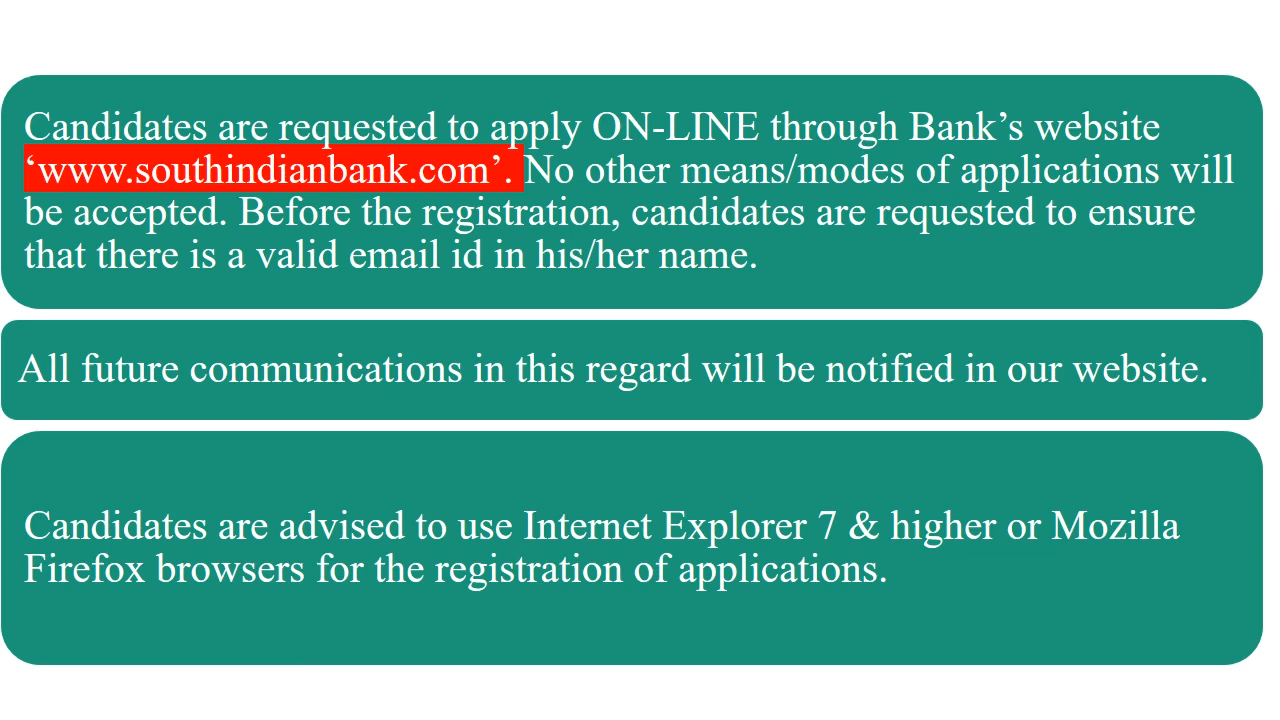 Candidates are requested to apply ON-LINE through Bank’s website
‘www.southindianbank.com’. No other means/modes of applications will
be accepted. Before the registration, candidates are requested to ensure
that there is a valid email id in his/her name.
All future communications in this regard will be notified in our website.
Candidates are advised to use Internet Explorer 7 & higher or Mozilla
Firefox browsers for the registration of applications.